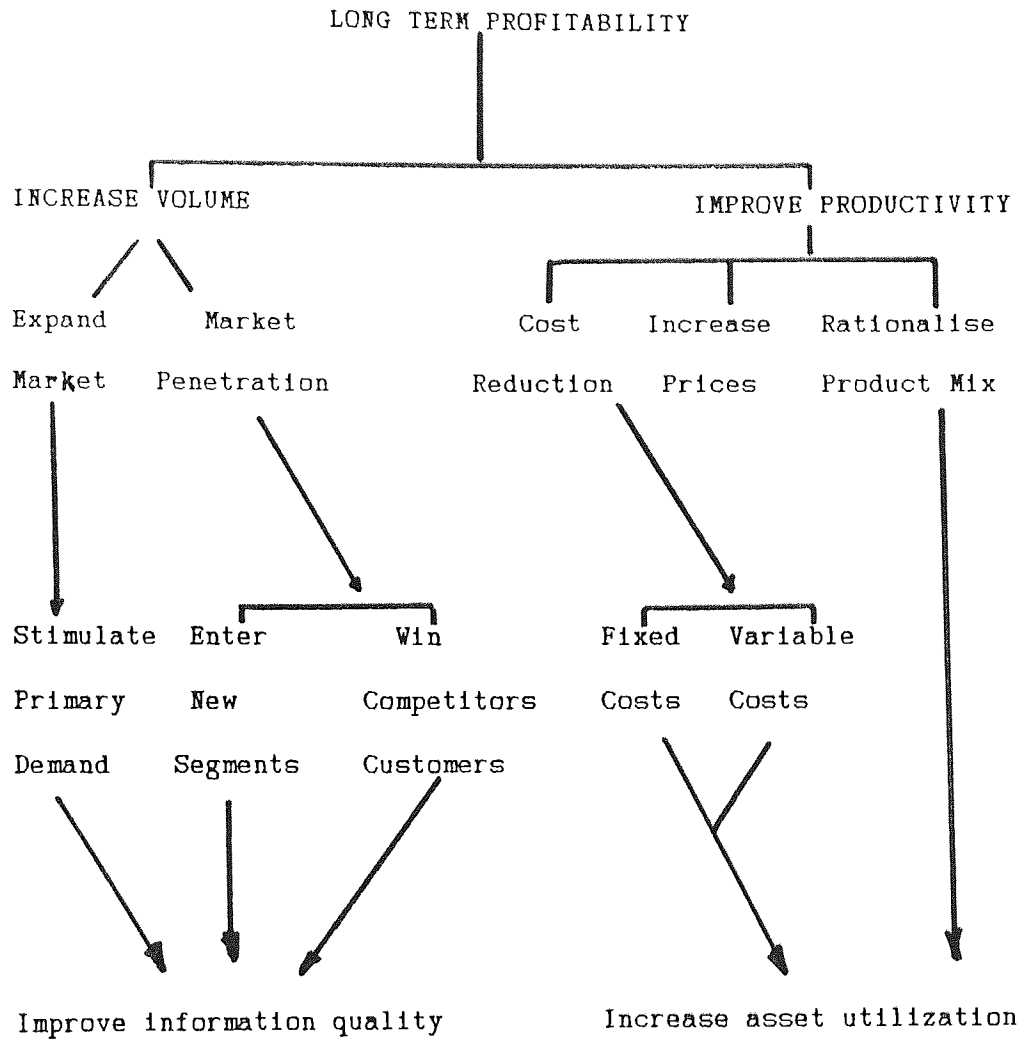 LONG TERM PROFITABILITY
INCREASE VOLUME
IMPROVE PRODUCTIVITY
Expand
Market
Market
Penetration
Cost
Reduction
Increase
Prices
Rationalise
Product Mix
Stimulate
Primary
Demand
Enter
New
Segments
Win
Competitors
Customers
Fixed
Costs
Variable
Costs
Improve information quality
Increase asset utilization